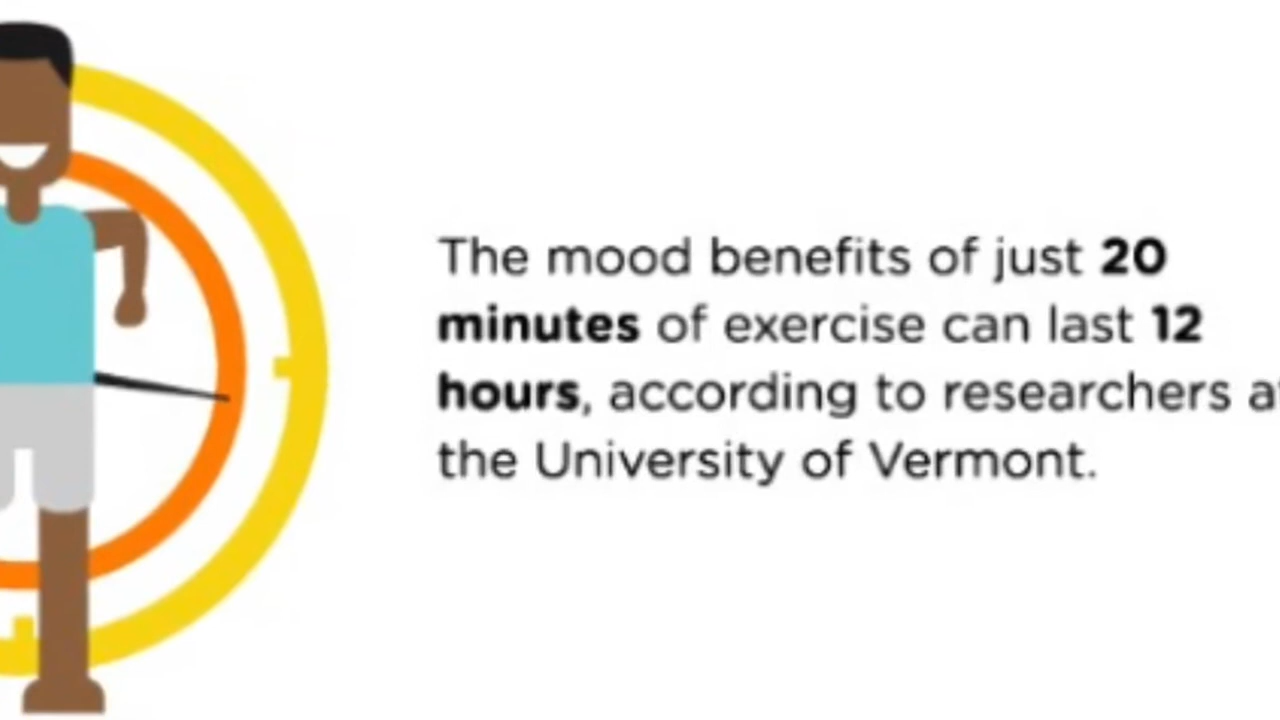 The mood benefits of just 20
minutes of exercise can last 12
hours, according to researchers at
the University of Vermont.